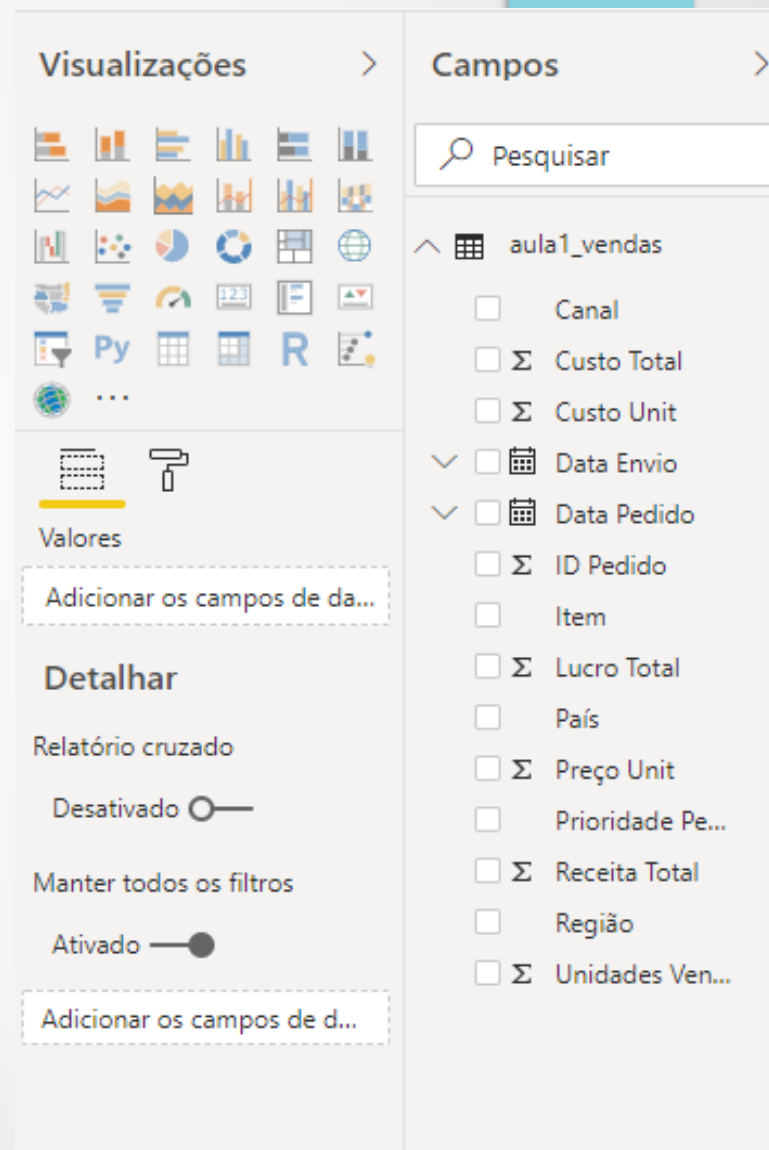 Visualizações
123
Py
R
...
Valores
Adicionar os campos de da...
Detalhar
Relatório cruzado
Desativado
Manter todos os filtros
Ativado
Adicionar os campos de d...
Campos
Pesquisar
aula1_vendas
Canal
Σ Custo Total
Σ Custo Unit
Data Envio
Data Pedido
Σ ID Pedido
Item
Σ Lucro Total
País
Σ Preço Unit
Prioridade Pe...
Σ Receita Total
Região
Σ Unidades Ven...